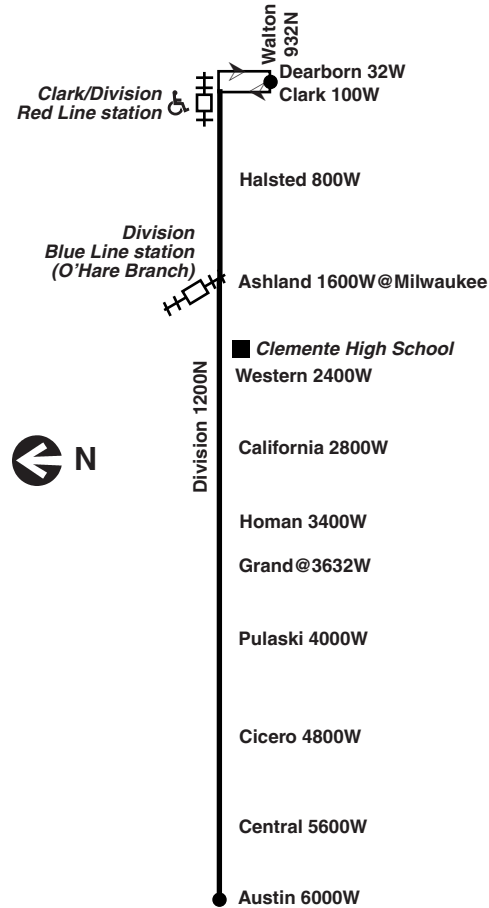 Walton
932N
Dearborn 32W
Clark 100W
Clark/Division
Red Line station
Halsted 800W
Division
Blue Line station
(O'Hare Branch)
Ashland 1600W@Milwaukee
Clemente High School
Western 2400W
Division 1200N
California 2800W
N
Homan 3400W
Grand@3632W
Pulaski 4000W
Cicero 4800W
Central 5600W
Austin 6000W